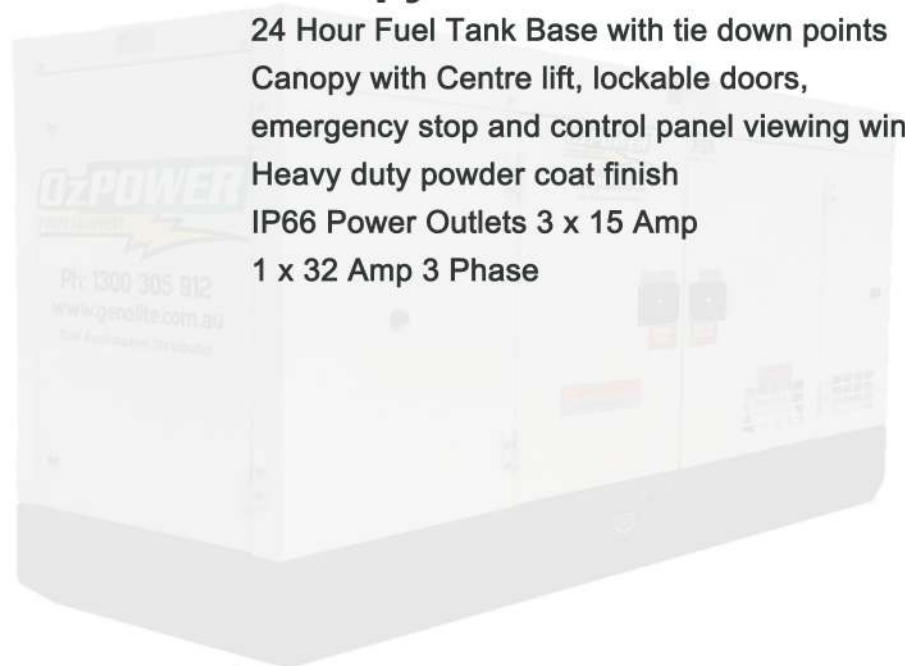 24 Hour Fuel Tank Base with tie down points
Canopy with Centre lift, lockable doors,
emergency stop and control panel viewing win
Heavy duty powder coat finish
IP66 Power Outlets 3 x 15 Amp
1 x 32 Amp 3 Phase
OzPOWER
Ph: 1300 305 912
www.genolite.com.au